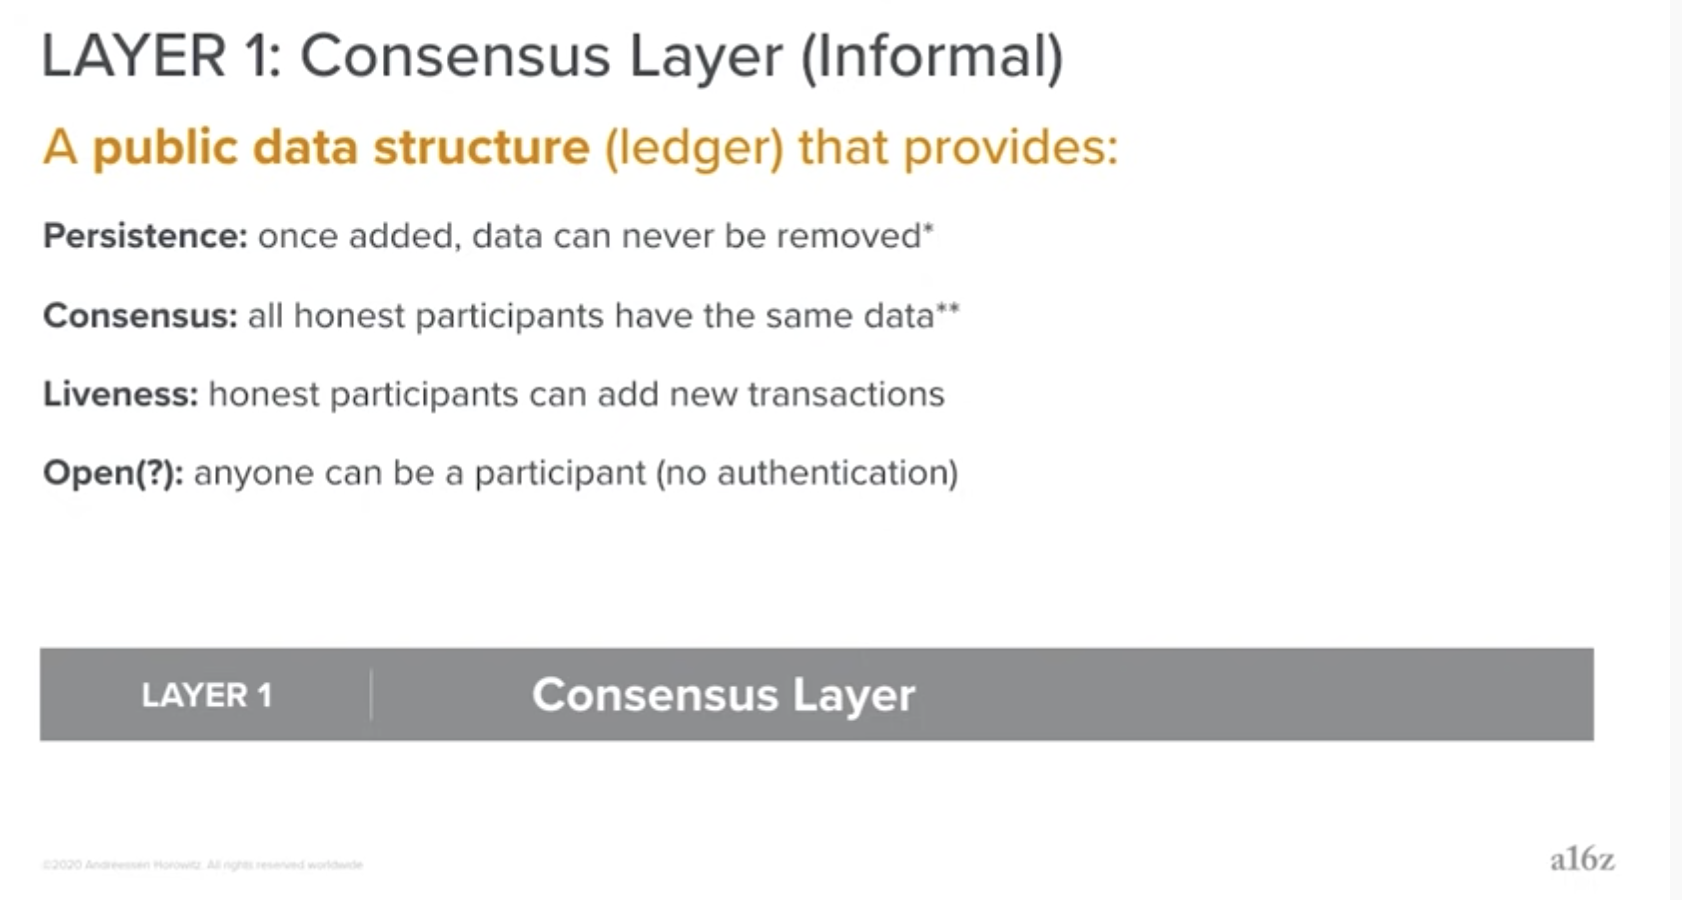 LAYER 1: Consensus Layer (Informal)
A public data structure (ledger) that provides:
Persistence: once added, data can never be removed*
Consensus: all honest participants have the same data**
Liveness: honest participants can add new transactions
Open(?): anyone can be a participant (no authentication)
LAYER 1
Consensus Layer
©2020 Andreessen Horowitz. All rights reserved worldwide
a16z